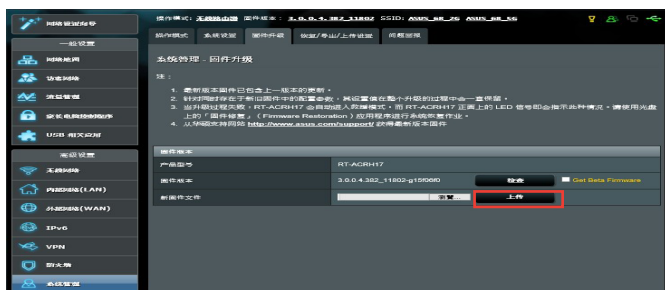 网络设置向导
操作模式: 无线路由器 固件版本: 3.0.0.4.382_11802 SSID: ASUS_68_2G ASUS_68_5G
一般设置
网络地图
访客网络
流量管理
家长电脑控制程序
USB 相关应用
高级设置
无线网络
内部网络(LAN)
外部网络(WAN)
IPv6
VPN
防火墙
系统管理
操作模式 系统设置 固件升级 恢复/导出/上传设置 问题回报
系统管理 - 固件升级
注:
1. 最新版本固件已包含上一版本的更新。
2. 针对同时存在于新旧固件中的配置参数,其设置值在整个升级的过程中会一直保留。
3. 当升级过程失败,RT-ACRH17 会自动进入救援模式,而 RT-ACRH17 正面上的 LED 信号即会指示此种情况。请使用光盘
上的「固件修复」(Firmware Restoration)应用程序进行系统恢复作业。
4. 从华硕支持网站 http://www.asus.com/support/ 获得最新版本固件
固件版本
产品型号 RT-ACRH17
固件版本 3.0.0.4.382_11802-g15f06f0 检查 Get Beta Firmware
新固件文件 浏览... 上传